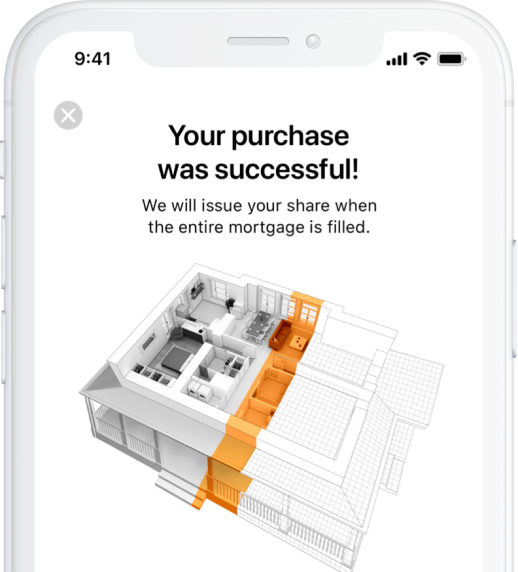 9:41
Your purchase
was successful!
We will issue your share when
the entire mortgage is filled.